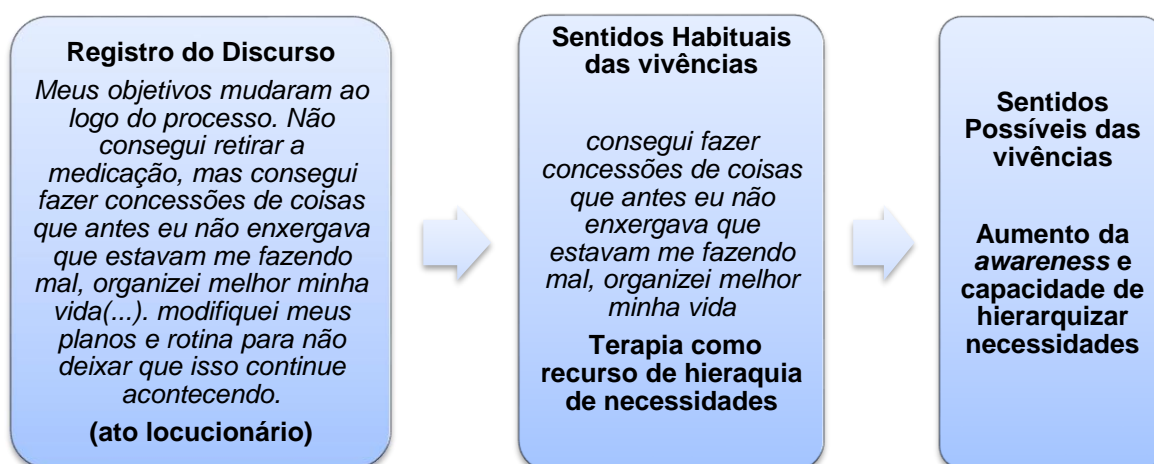 Registro do Discurso
Meus objetivos mudaram ao
logo do processo. Não
consegui retirar a
medicação, mas consegui
fazer concessões de coisas
que antes eu não enxergava
que estavam me fazendo
mal, organizei melhor minha
vida(...). modifiquei meus
planos e rotina para não
deixar que isso continue
acontecendo.
(ato locucionário)
Sentidos Habituais
das vivências
consegui fazer
concessões de coisas
que antes eu não
enxergava que
estavam me fazendo
mal, organizei melhor
minha vida
Terapia como
recurso de hieraquia
de necessidades
Sentidos
Possíveis das
vivências
Aumento da
awareness e
capacidade de
hierarquizar
necessidades